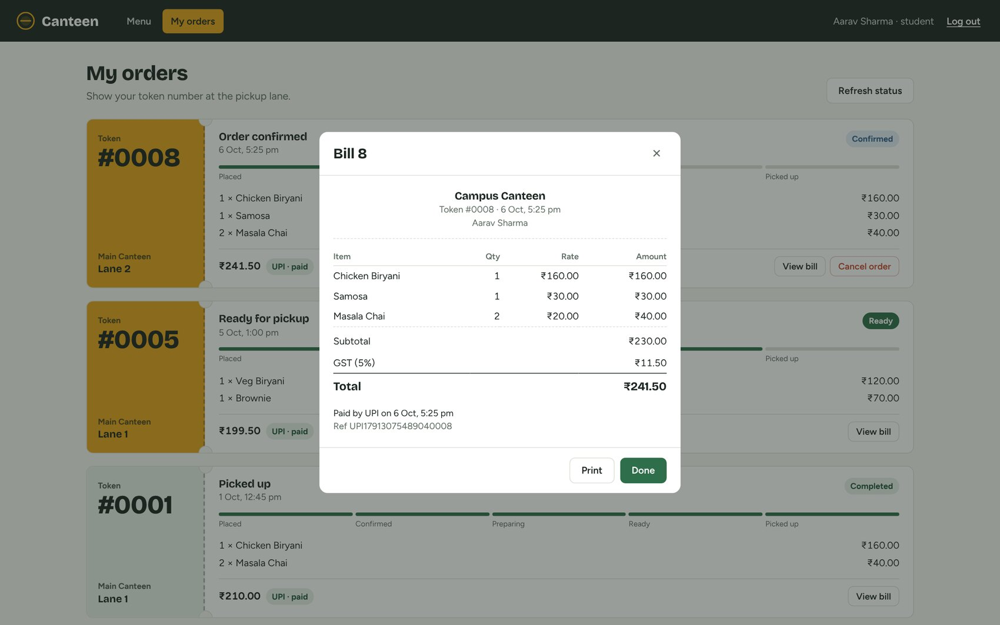 Canteen
Menu
My orders
Aarav Sharma · student
Log out
My orders
Show your token number at the pickup lane.
Refresh status
Token
#0008
Main Canteen
Lane 2
Order confirmed
6 Oct, 5:25 pm
Confirmed
Placed
Picked up
1 × Chicken Biryani
₹160.00
1 × Samosa
₹30.00
2 × Masala Chai
₹40.00
₹241.50
UPI · paid
View bill
Cancel order
Token
#0005
Main Canteen
Lane 1
Ready for pickup
5 Oct, 1:00 pm
Ready
Placed
Picked up
1 × Veg Biryani
₹120.00
1 × Brownie
₹70.00
₹199.50
UPI · paid
View bill
Token
#0001
Main Canteen
Lane 1
Picked up
1 Oct, 12:45 pm
Completed
Placed
Confirmed
Preparing
Ready
Picked up
1 × Chicken Biryani
₹160.00
2 × Masala Chai
₹40.00
₹210.00
UPI · paid
View bill
Bill 8
×
Campus Canteen
Token #0008 · 6 Oct, 5:25 pm
Aarav Sharma
Item Qty Rate Amount
Chicken Biryani 1 ₹160.00 ₹160.00
Samosa 1 ₹30.00 ₹30.00
Masala Chai 2 ₹20.00 ₹40.00
Subtotal ₹230.00
GST (5%) ₹11.50
Total ₹241.50
Paid by UPI on 6 Oct, 5:25 pm
Ref UPI17913075489040008
Print
Done